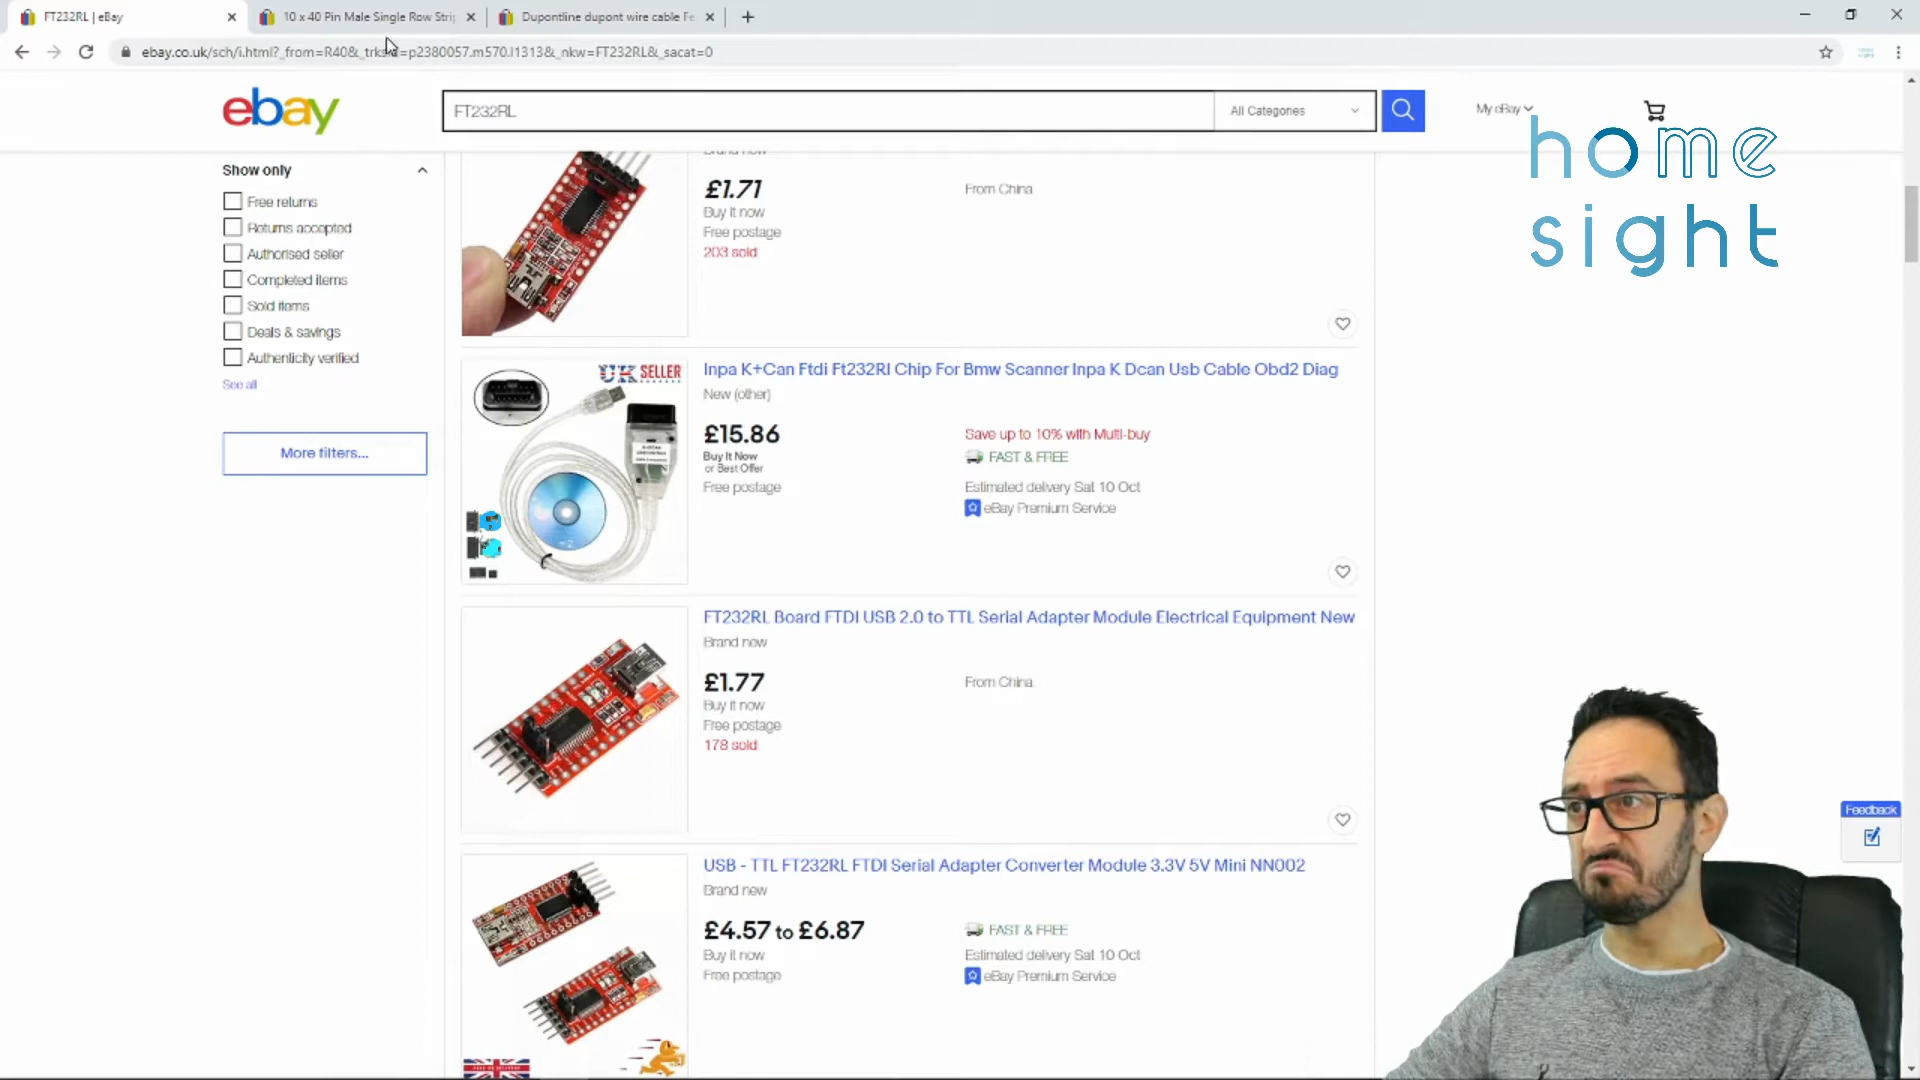 FT232RL | eBay
10 x 40 Pin Male Single Row Strip
Dupontline dupont wire cable Fe
ebay.co.uk/sch/i.html?_from=R40&_trks
=p2380057.m570.l1313&_nkw=FT232RL&_sacat=0
ebay
FT232RL
All Categories
My eBay
home
sight
Show only
Free returns
Returns accepted
Authorised seller
Completed items
Sold items
Deals & savings
Authenticity verified
See all
More filters...
Brand new
£1.71
From China
Buy it now
Free postage
203 sold
UK SELLER
Inpa K+Can Ftdi Ft232Rl Chip For Bmw Scanner Inpa K Dcan Usb Cable Obd2 Diag
New (other)
£15.86
Save up to 10% with Multi-buy
Buy It Now
or Best Offer
FAST & FREE
Free postage
Estimated delivery Sat 10 Oct
eBay Premium Service
FT232RL Board FTDI USB 2.0 to TTL Serial Adapter Module Electrical Equipment New
Brand new
£1.77
From China
Buy it now
Free postage
178 sold
USB - TTL FT232RL FTDI Serial Adapter Converter Module 3.3V 5V Mini NN002
Brand new
£4.57 to £6.87
FAST & FREE
Buy it now
Estimated delivery Sat 10 Oct
Free postage
eBay Premium Service
Feedback